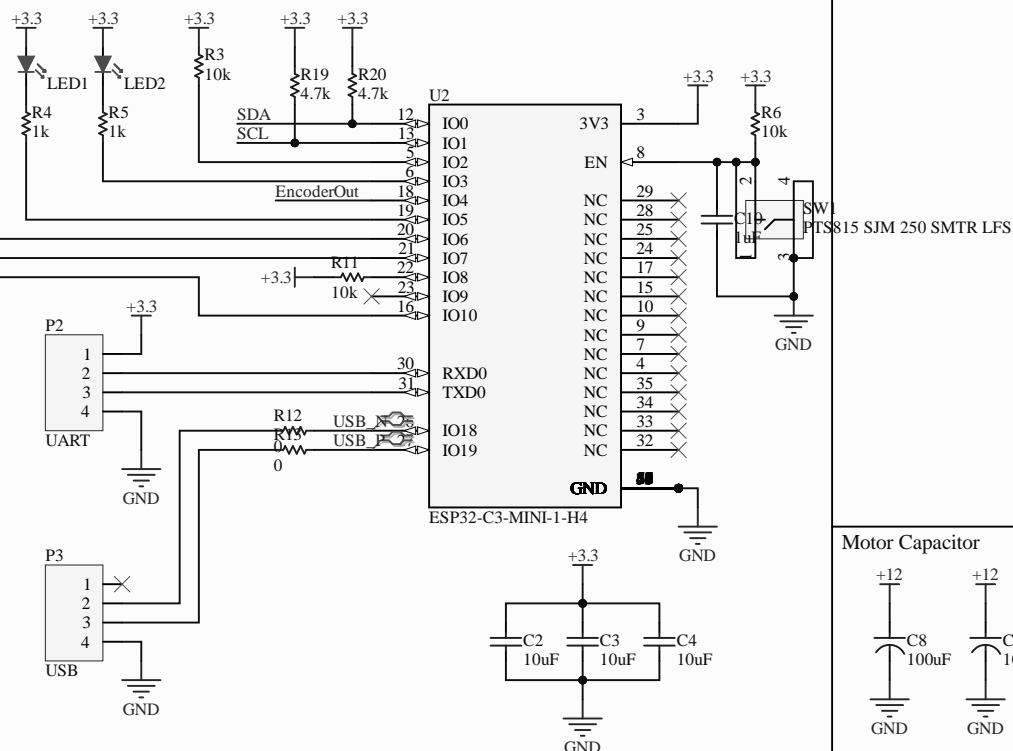 +3.3 +3.3 +3.3 +3.3 +3.3
LED1 LED2
R3
10k
R19
4.7k
R20
4.7k
R4
1k
R5
1k
U2
+3.3 +3.3
R6
10k
SDA 12 IO0 3V3 3
SCL 13 IO1
5 IO2 EN 8
6 IO3
EncoderOut 18 IO4 NC 29
19 IO5 NC 28
20 IO6 NC 25
21 IO7 NC 24
+3.3 R11 22 IO8 NC 17
10k 23 IO9 NC 15
16 IO10 NC 10
NC 9
NC 7
30 RXD0 NC 4
31 TXD0 NC 35
NC 34
R12 USB_N IO18 NC 33
R13 USB_P IO19 NC 32
0
0
GND
ESP32-C3-MINI-1-H4
GND
2 4
1 3
C10
1uF
SW1
PTS815 SJM 250 SMTR LFS
GND
+3.3
P2
1
2
3
4
UART
GND
P3
1
2
3
4
USB
GND
+3.3
C2
10uF
C3
10uF
C4
10uF
GND
Motor Capacitor
+12 +12
C8
100uF
GND GND